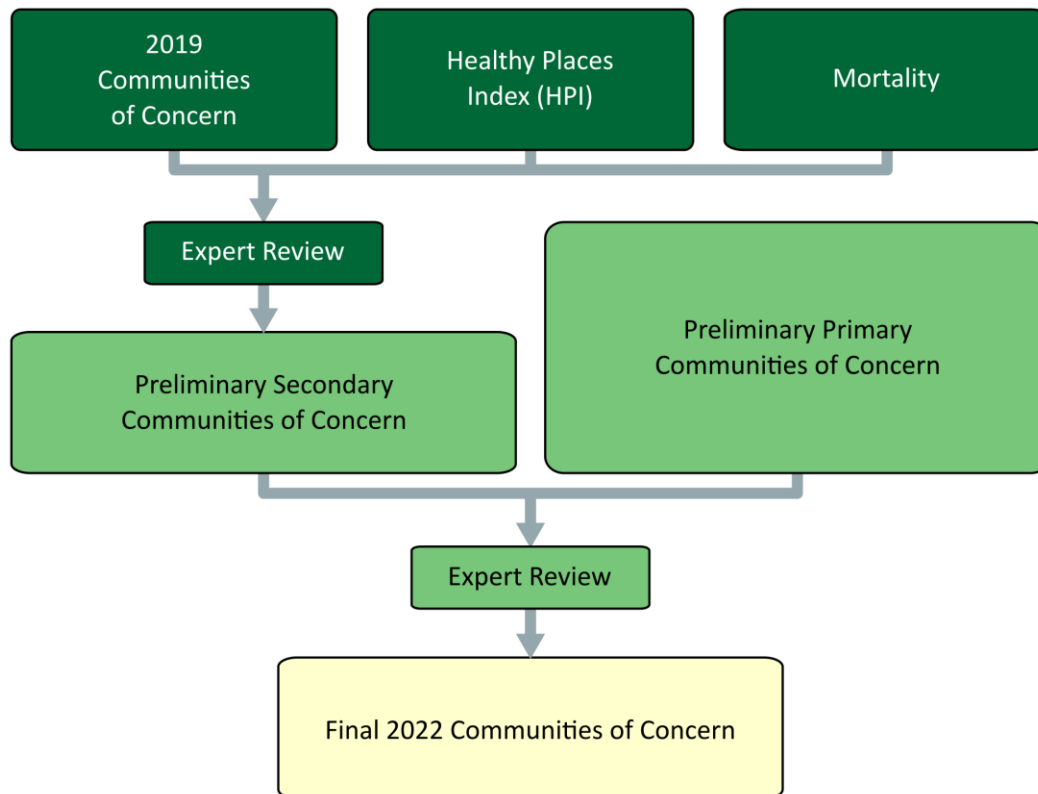 2019
Communities
of Concern
Healthy Places
Index (HPI)
Mortality
Expert Review
Preliminary Primary
Communities of Concern
Preliminary Secondary
Communities of Concern
Expert Review
Final 2022 Communities of Concern